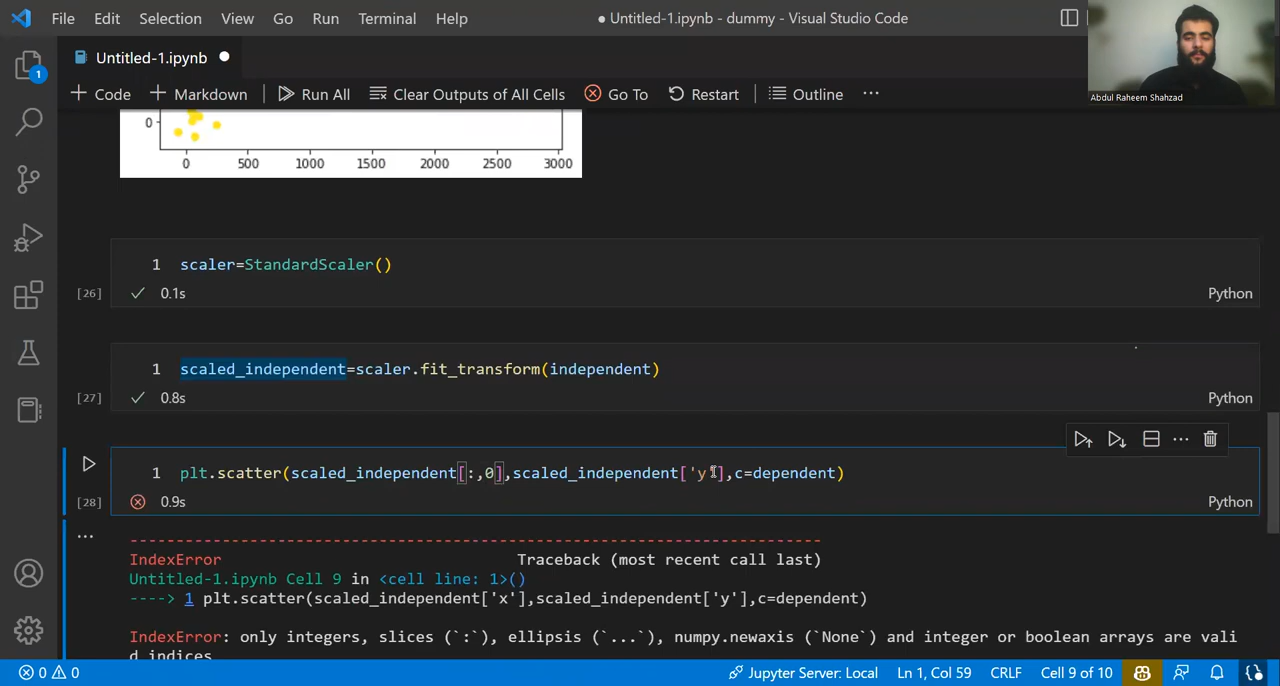 File Edit Selection View Go Run Terminal Help
● Untitled-1.ipynb - dummy - Visual Studio Code
Abdul Raheem Shahzad
1
Untitled-1.ipynb
+ Code + Markdown Run All Clear Outputs of All Cells Go To Restart Outline ...
0
0 500 1000 1500 2000 2500 3000
1 scaler=StandardScaler()
[26] 0.1s Python
1 scaled_independent=scaler.fit_transform(independent)
[27] 0.8s Python
1 plt.scatter(scaled_independent[:,0],scaled_independent['y'],c=dependent)
[28] 0.9s Python
--------------------------------------------------------------------------
IndexError Traceback (most recent call last)
Untitled-1.ipynb Cell 9 in <cell line: 1>()
----> 1 plt.scatter(scaled_independent['x'],scaled_independent['y'],c=dependent)
IndexError: only integers, slices (`:`), ellipsis (`...`), numpy.newaxis (`None`) and integer or boolean arrays are vali
d indices
0 0 Jupyter Server: Local Ln 1, Col 59 CRLF Cell 9 of 10